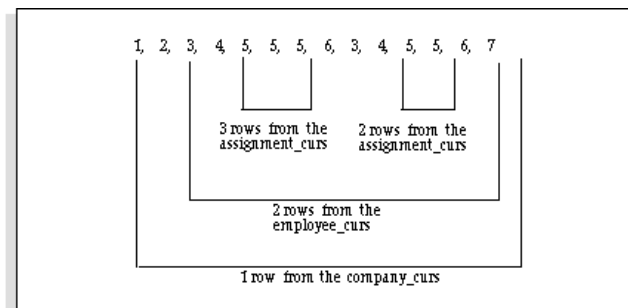 1, 2, 3, 4, 5, 5, 5, 6, 3, 4, 5, 5, 6, 7
3 rows from the
assignment_curs
2 rows from the
assignment_curs
2 rows from the
employee_curs
1 row from the company_curs